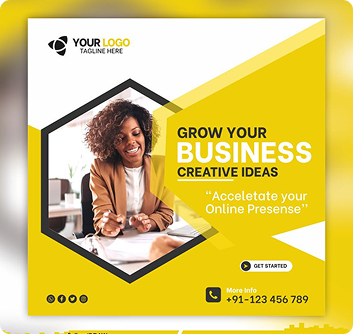 YOUR LOGO
TAGLINE HERE
GROW YOUR
BUSINESS
CREATIVE IDEAS
“Acceletate your
Online Presense”
GET STARTED
More Info
+91-123 456 789